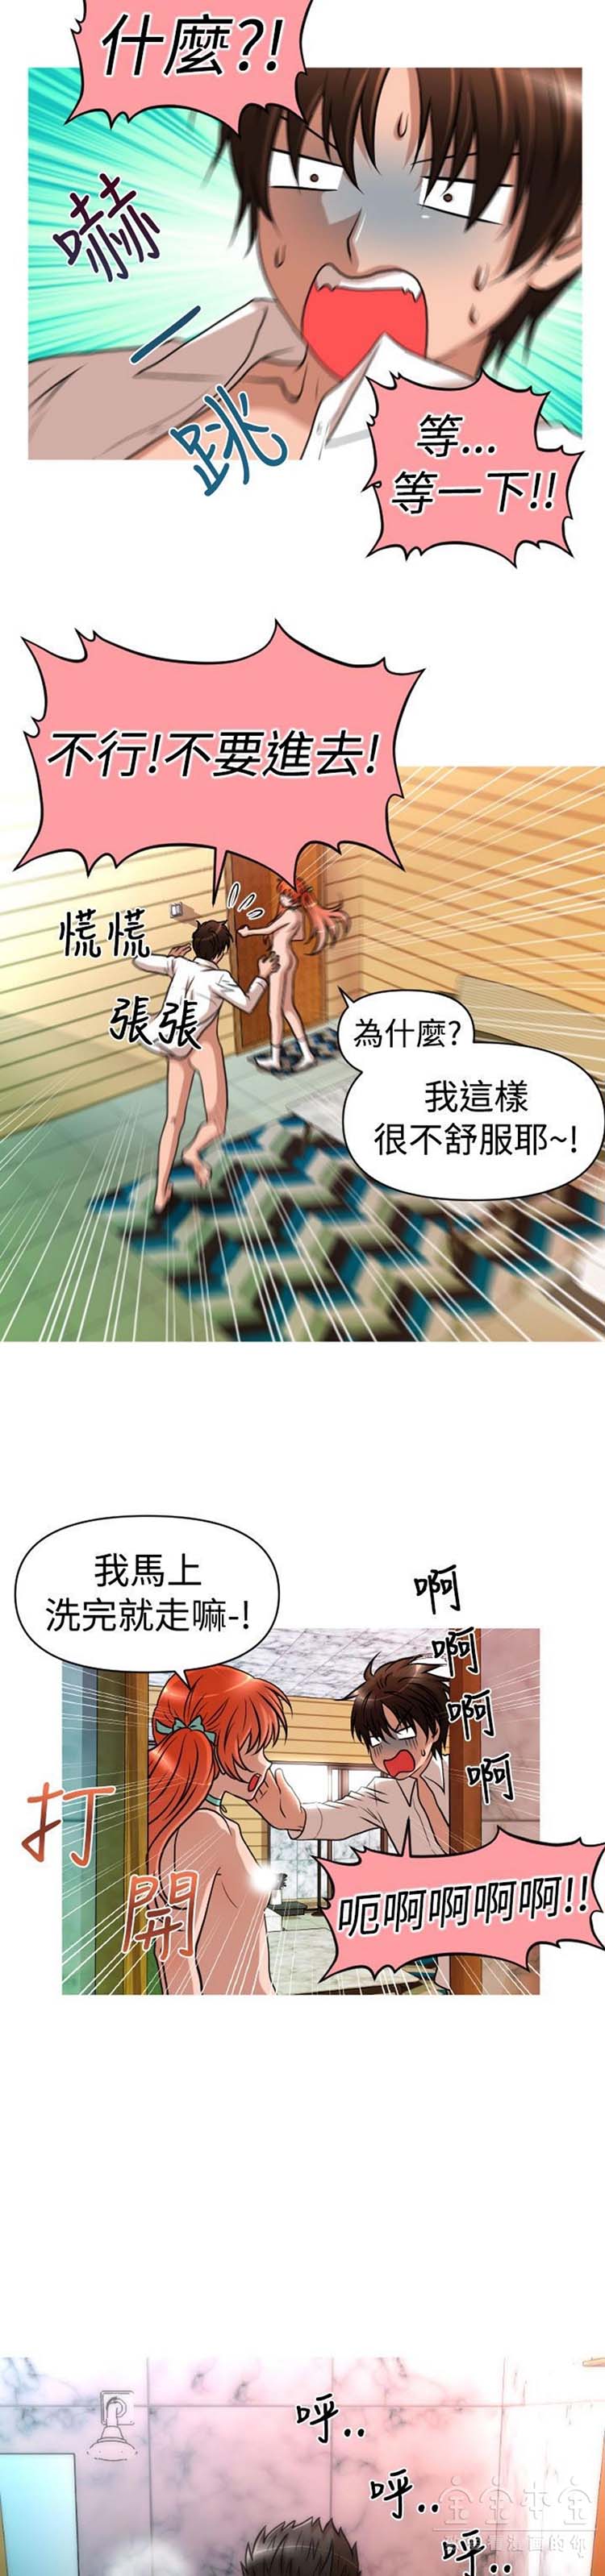 什麼?!
嚇
跳
等...
等一下!!
不行!不要進去!
慌慌
張張
為什麼?
我這樣
很不舒服耶~!
我馬上
洗完就走嘛-!
啊
啊
啊
啊
打
開
呃啊啊啊啊!!
呼..
呼..
呼..